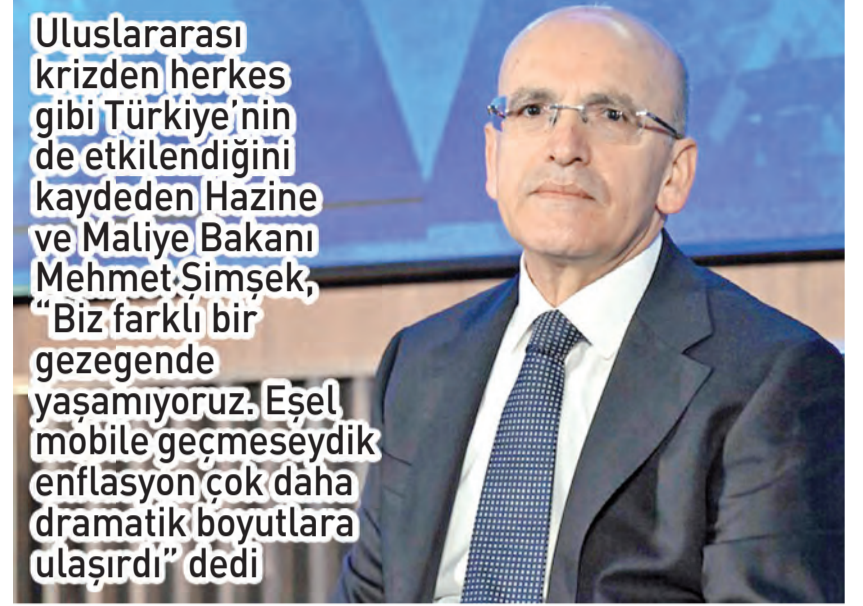 Uluslararası
krizden herkes
gibi Türkiye’nin
de etkilendiğini
kaydeden Hazine
ve Maliye Bakanı
Mehmet Şimşek,
“Biz farklı bir
gezegende
yaşamıyoruz. Eşel
mobile geçmeseydik
enflasyon çok daha
dramatik boyutlara
ulaşırdı” dedi